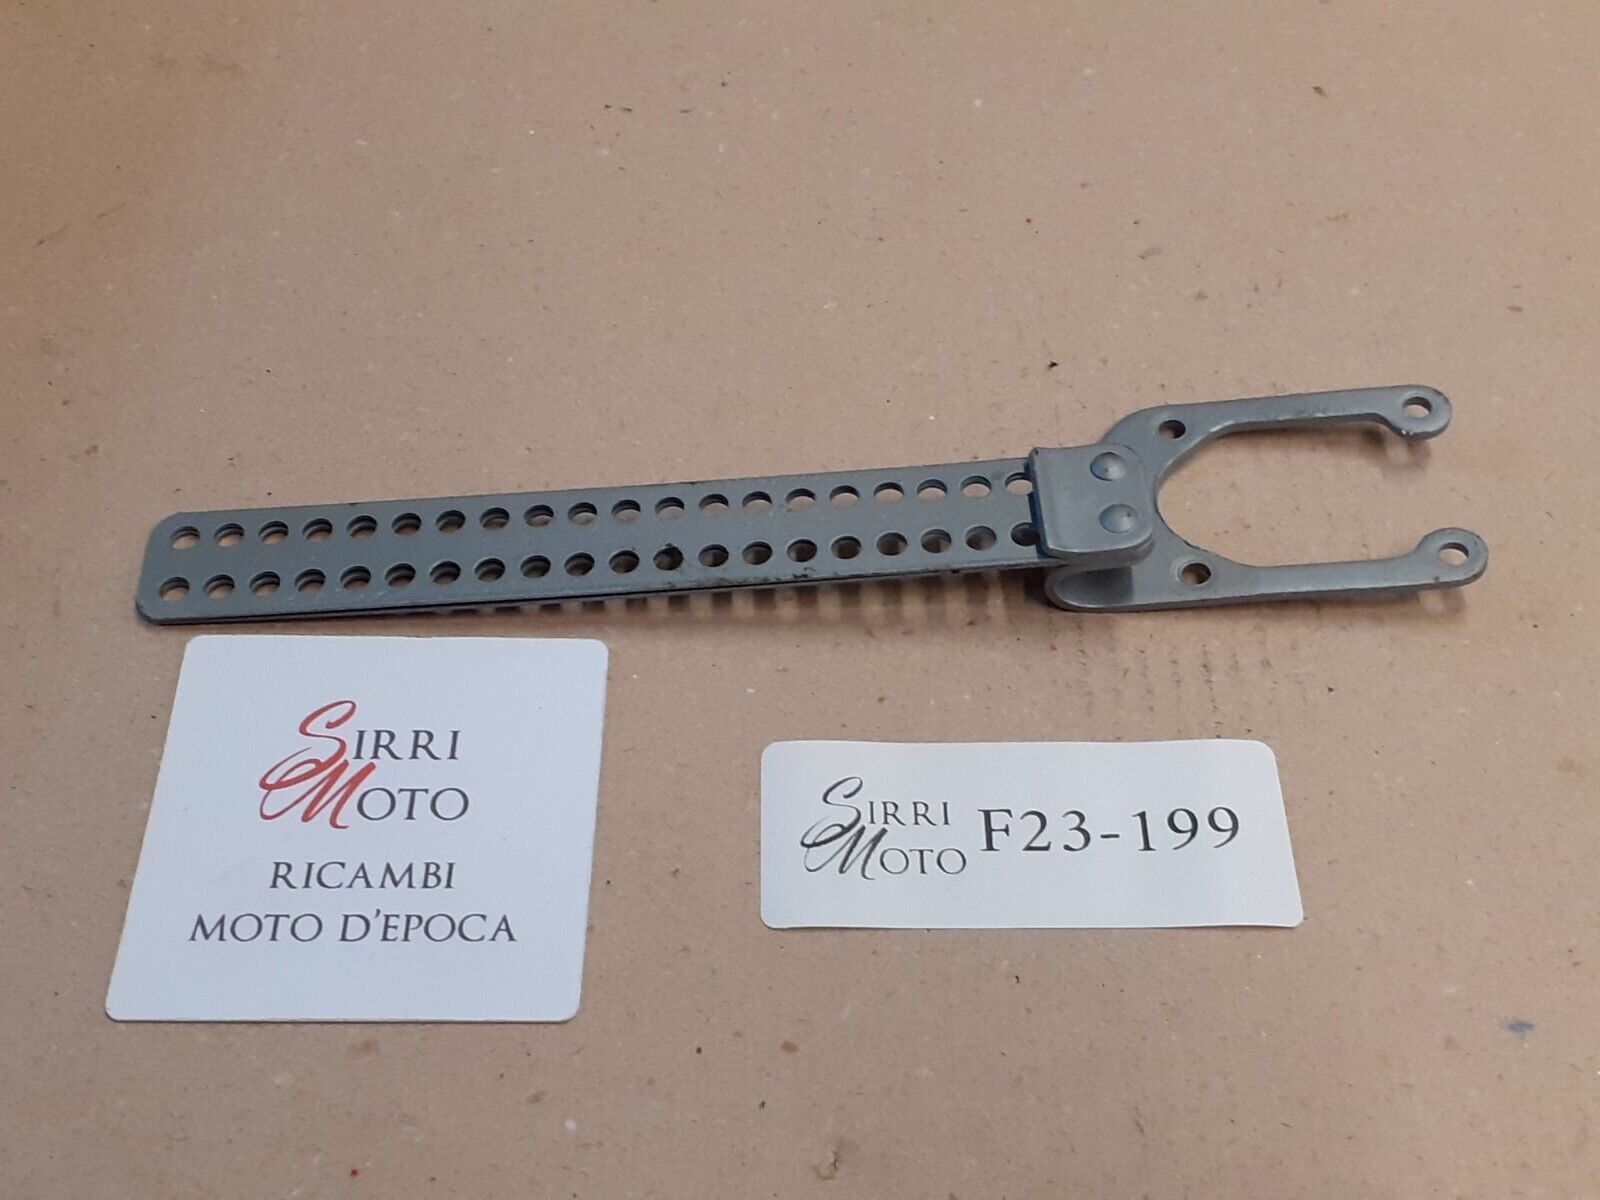 SIRRI
MOTO
RICAMBI
MOTO D'EPOCA
SIRRI
MOTO
F23-199